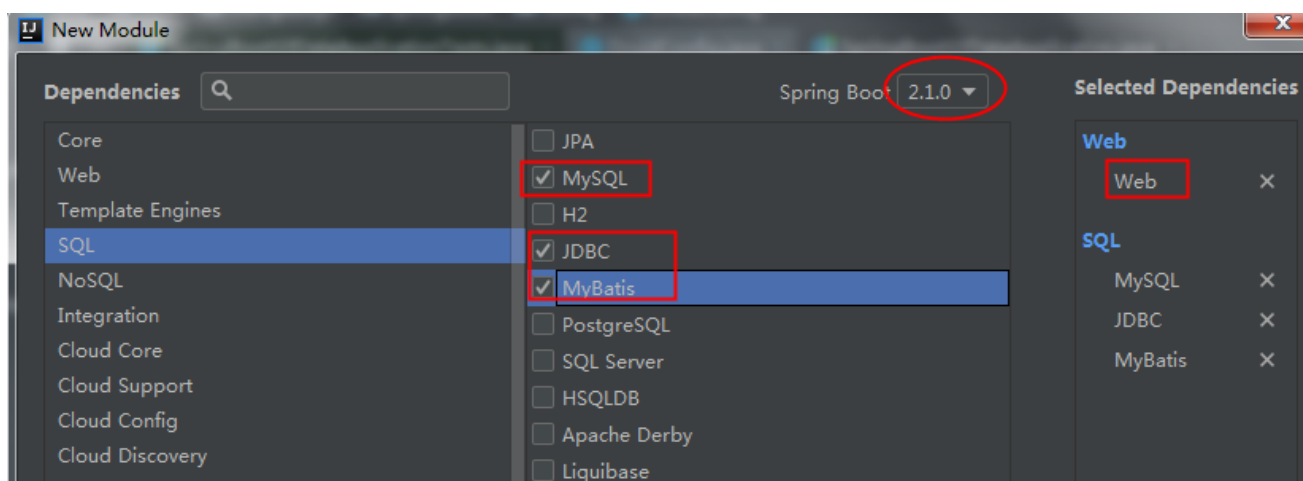 New Module
Dependencies
Spring Boot 2.1.0
Selected Dependencies
Core
Web
Template Engines
SQL
NoSQL
Integration
Cloud Core
Cloud Support
Cloud Config
Cloud Discovery
JPA
MySQL
H2
JDBC
MyBatis
PostgreSQL
SQL Server
HSQLDB
Apache Derby
Liquibase
Web
Web
SQL
MySQL
JDBC
MyBatis